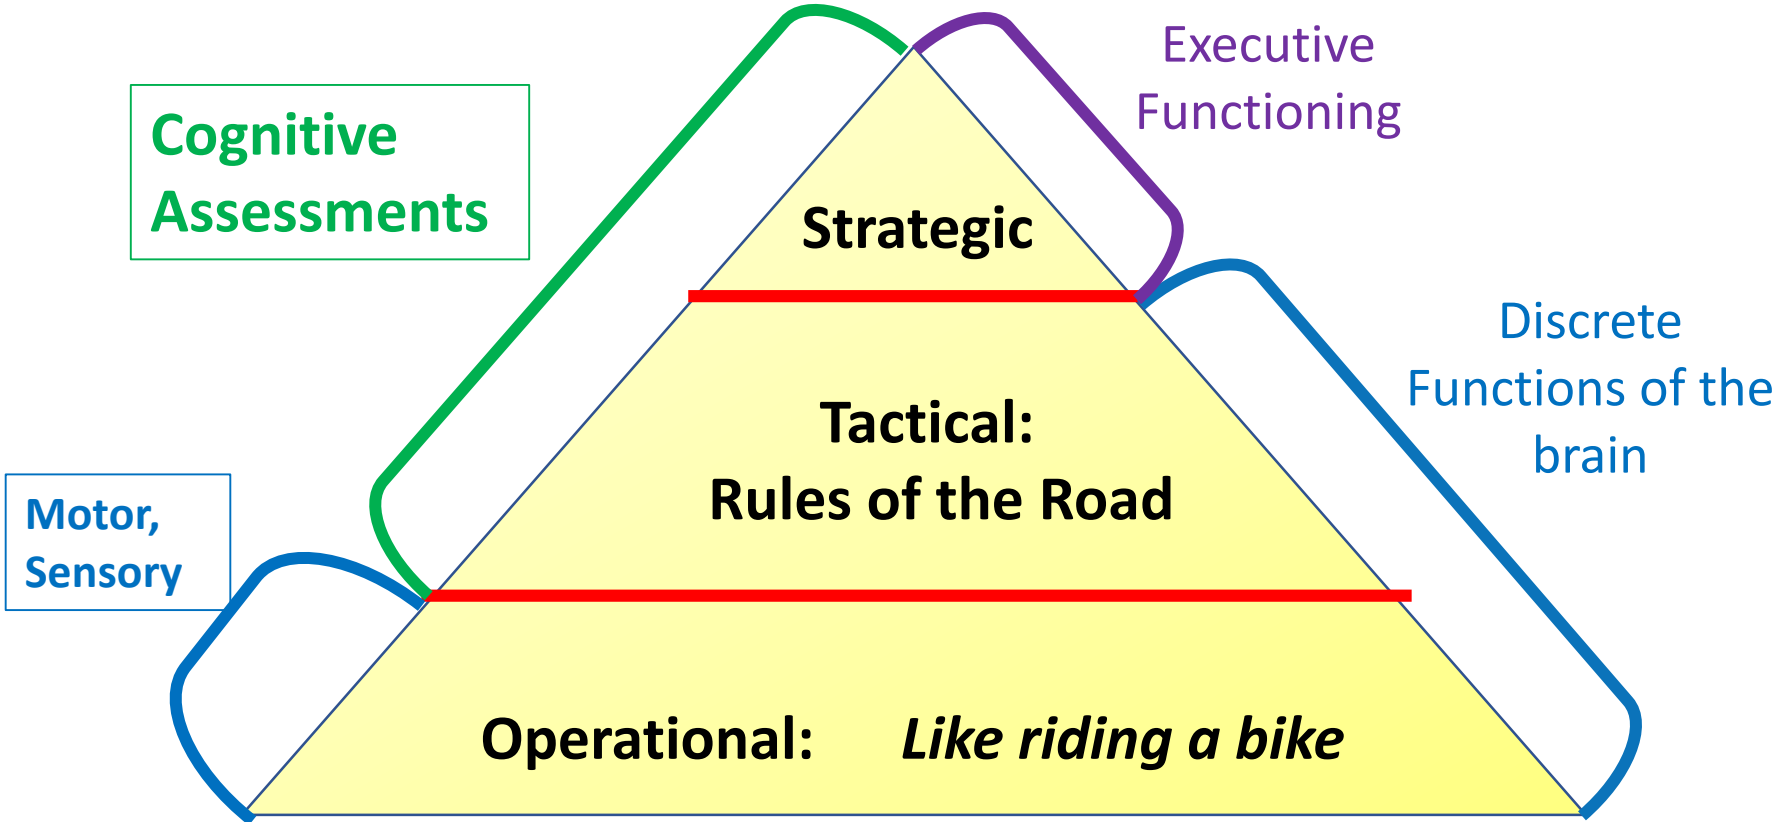 Executive
Functioning
Cognitive
Assessments
Strategic
Discrete
Functions of the
brain
Tactical:
Rules of the Road
Motor,
Sensory
Operational: Like riding a bike